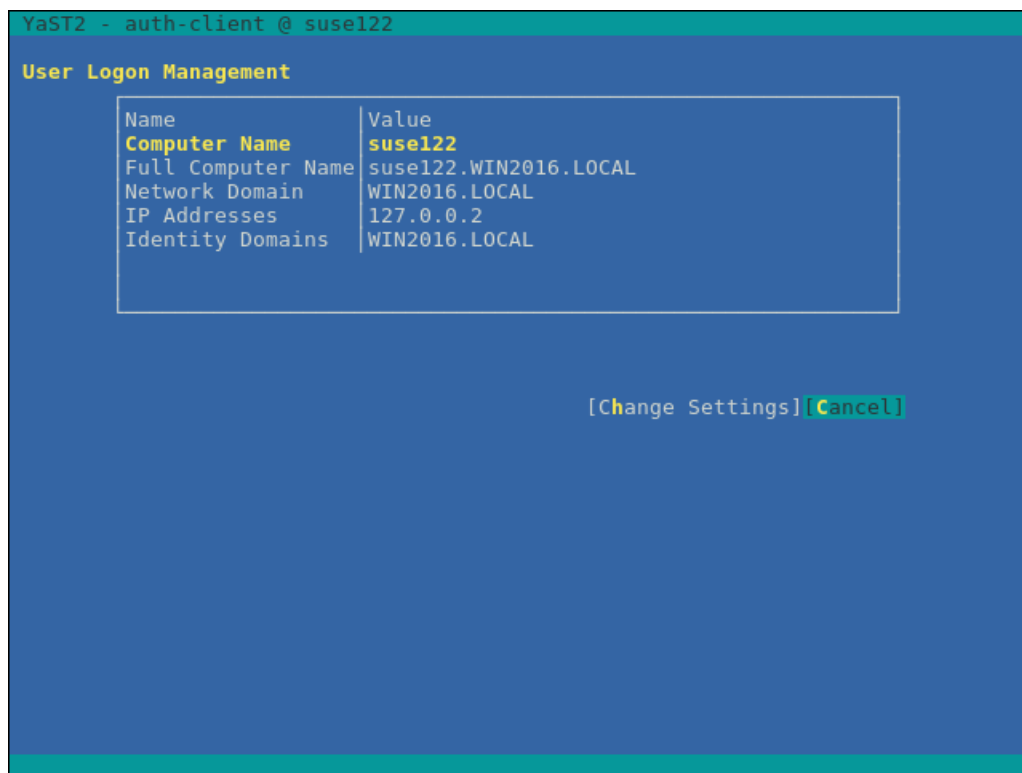 YaST2 - auth-client @ suse122
User Logon Management
Name Value
Computer Name suse122
Full Computer Name suse122.WIN2016.LOCAL
Network Domain WIN2016.LOCAL
IP Addresses 127.0.0.2
Identity Domains WIN2016.LOCAL
[Change Settings][Cancel]